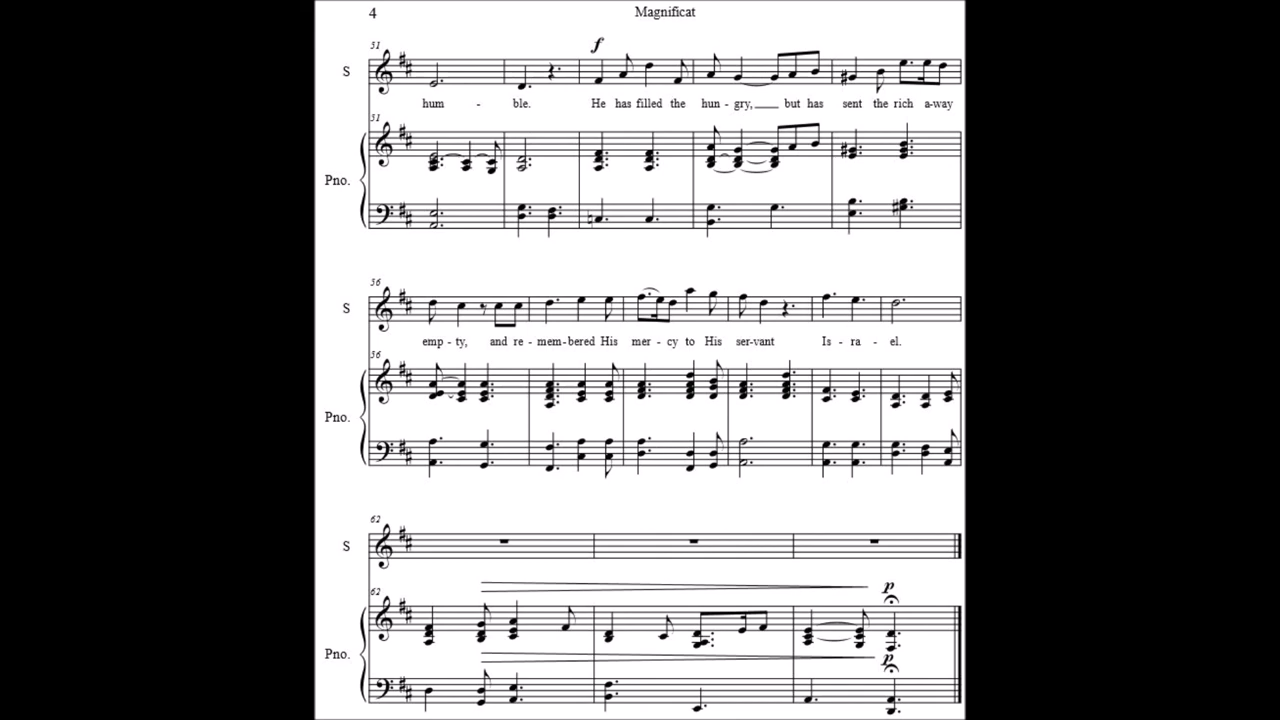 4 Magnificat
f
51
S
hum - ble. He has filled the hun - gry, but has sent the rich a-way
51
Pno.
56
S
emp - ty, and re - mem - bered His mer - cy to His ser-vant Is - ra - el.
56
Pno.
62
S
p
62
Pno.
p